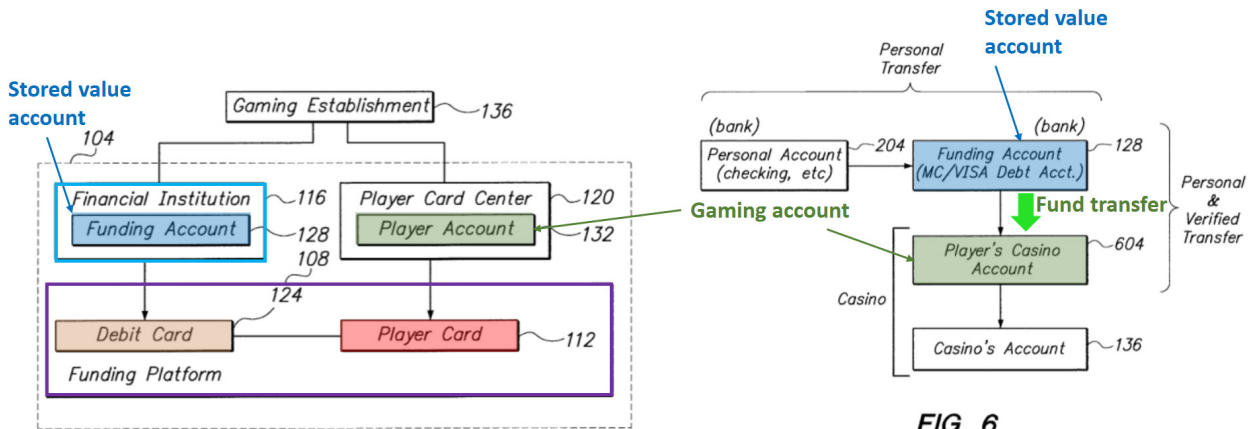 Stored value
account
Gaming Establishment
136
104
Financial Institution
116
Funding Account
128
Player Card Center
120
Player Account
132
108
124
Debit Card
Player Card
112
Funding Platform
Stored value
account
Personal
Transfer
(bank)
(bank)
204
128
Personal Account
(checking, etc)
Funding Account
(MC/VISA Debt Acct.)
Gaming account
Fund transfer
Personal
&
Verified
Transfer
604
Player's Casino
Account
Casino
Casino's Account
136
FIG. 6